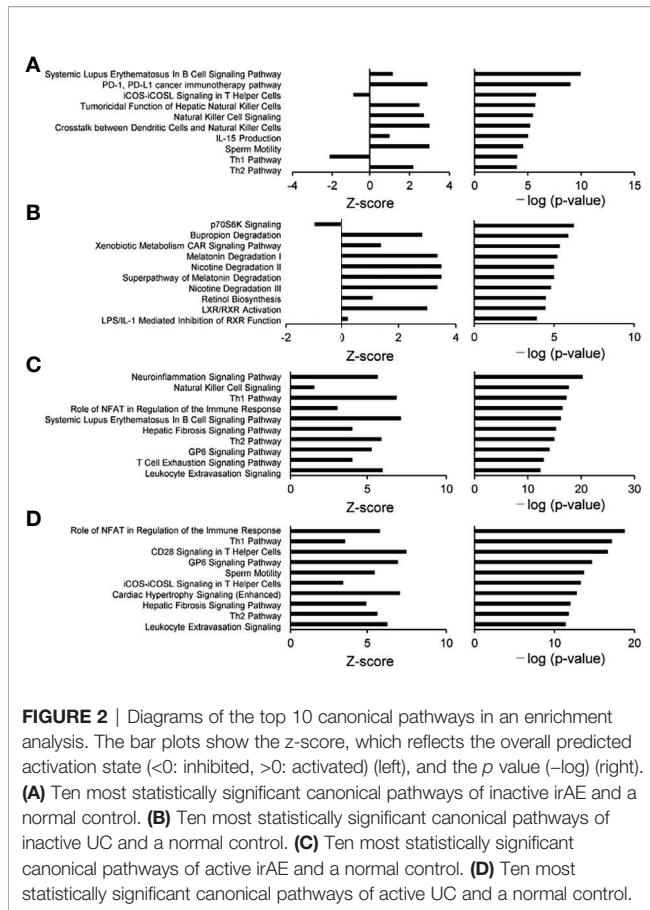 A
Systemic Lupus Erythematosus In B Cell Signaling Pathway
PD-1, PD-L1 cancer immunotherapy pathway
iCOS-iCOSL Signaling in T Helper Cells
Tumoricidal Function of Hepatic Natural Killer Cells
Natural Killer Cell Signaling
Crosstalk between Dendritic Cells and Natural Killer Cells
IL-15 Production
Sperm Motility
Th1 Pathway
Th2 Pathway
-4 -2 0 2 4
Z-score
0 5 10 15
－log (p-value)
B
p70S6K Signaling
Bupropion Degradation
Xenobiotic Metabolism CAR Signaling Pathway
Melatonin Degradation I
Nicotine Degradation II
Superpathway of Melatonin Degradation
Nicotine Degradation III
Retinol Biosynthesis
LXR/RXR Activation
LPS/IL-1 Mediated Inhibition of RXR Function
-2 0 2 4
Z-score
0 5 10
－log (p-value)
C
Neuroinflammation Signaling Pathway
Natural Killer Cell Signaling
Th1 Pathway
Role of NFAT in Regulation of the Immune Response
Systemic Lupus Erythematosus In B Cell Signaling Pathway
Hepatic Fibrosis Signaling Pathway
Th2 Pathway
GP6 Signaling Pathway
T Cell Exhaustion Signaling Pathway
Leukocyte Extravasation Signaling
0 5 10
Z-score
0 10 20 30
－log (p-value)
D
Role of NFAT in Regulation of the Immune Response
Th1 Pathway
CD28 Signaling in T Helper Cells
GP6 Signaling Pathway
Sperm Motility
iCOS-iCOSL Signaling in T Helper Cells
Cardiac Hypertrophy Signaling (Enhanced)
Hepatic Fibrosis Signaling Pathway
Th2 Pathway
Leukocyte Extravasation Signaling
0 5 10
Z-score
0 10 20
－log (p-value)
FIGURE 2 | Diagrams of the top 10 canonical pathways in an enrichment
analysis. The bar plots show the z-score, which reflects the overall predicted
activation state (<0: inhibited, >0: activated) (left), and the p value (–log) (right).
(A) Ten most statistically significant canonical pathways of inactive irAE and a
normal control. (B) Ten most statistically significant canonical pathways of
inactive UC and a normal control. (C) Ten most statistically significant
canonical pathways of active irAE and a normal control. (D) Ten most
statistically significant canonical pathways of active UC and a normal control.